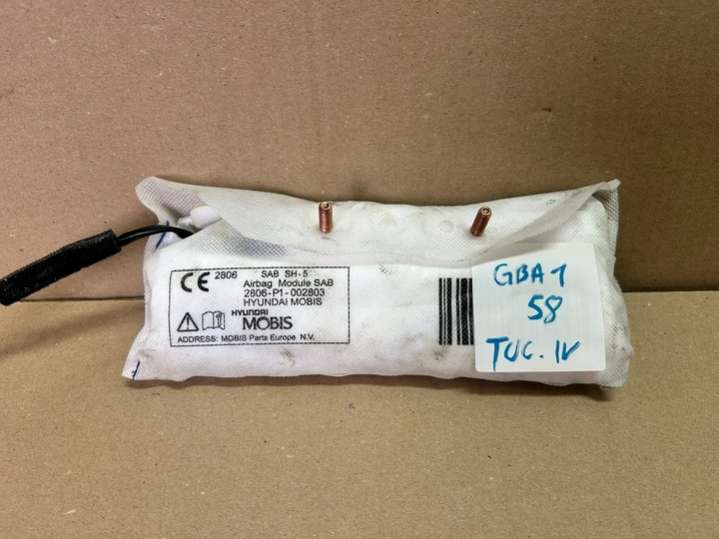 CE 2806 SAB SH-5
Airbag Module SAB
2806-P1-002803
HYUNDAI MOBIS
HYUNDAI
MOBIS
ADDRESS: MOBIS Parts Europe N.V.
GBA1
58
TUC. IV